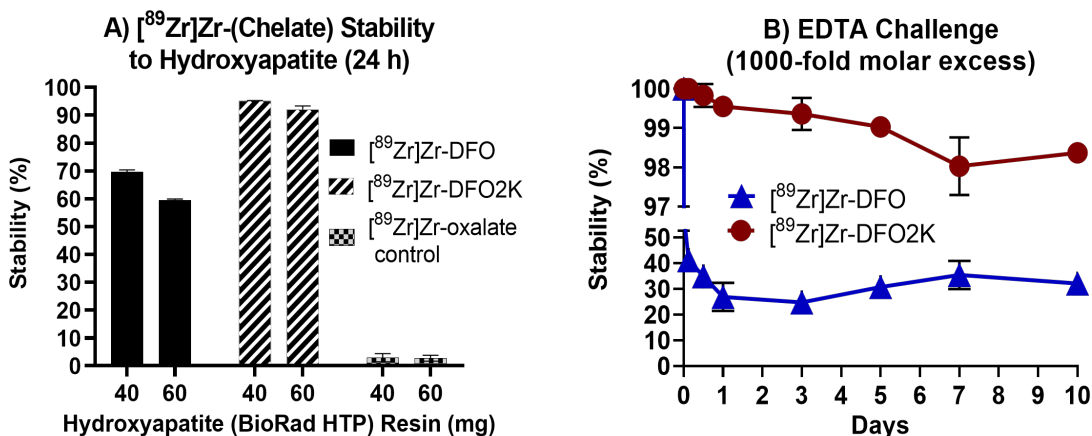 A) [⁸⁹Zr]Zr-(Chelate) Stability
to Hydroxyapatite (24 h)
Stability (%)
100
90
80
70
60
50
40
30
20
10
0
40 60 40 60 40 60
Hydroxyapatite (BioRad HTP) Resin (mg)
[⁸⁹Zr]Zr-DFO
[⁸⁹Zr]Zr-DFO2K
[⁸⁹Zr]Zr-oxalate
control
B) EDTA Challenge
(1000-fold molar excess)
Stability (%)
100
99
98
97
50
40
30
20
10
0
[⁸⁹Zr]Zr-DFO
[⁸⁹Zr]Zr-DFO2K
0 1 2 3 4 5 6 7 8 9 10
Days